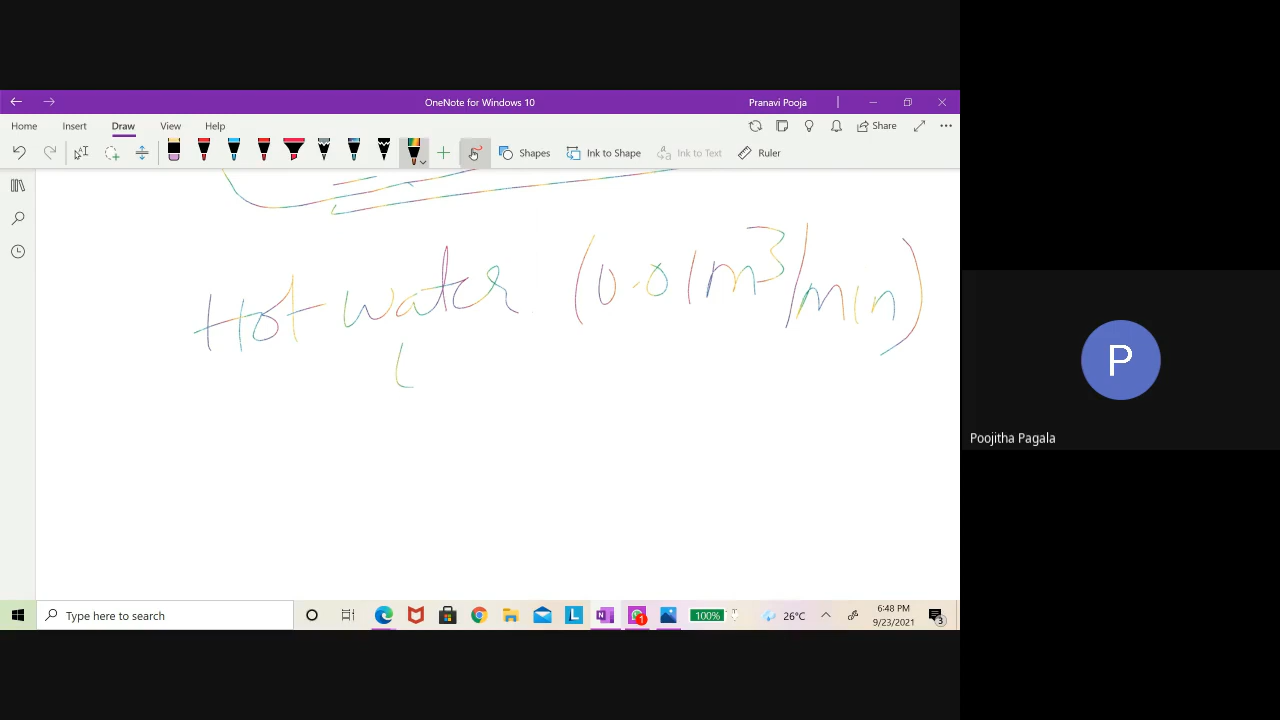 OneNote for Windows 10
Pranavi Pooja
Home Insert Draw View Help
Share
Shapes Ink to Shape Ink to Text Ruler
Hot water (0.01m³/min)
(
P
Poojitha Pagala
Type here to search
L
N
1
100%
26°C
6:48 PM
9/23/2021
3